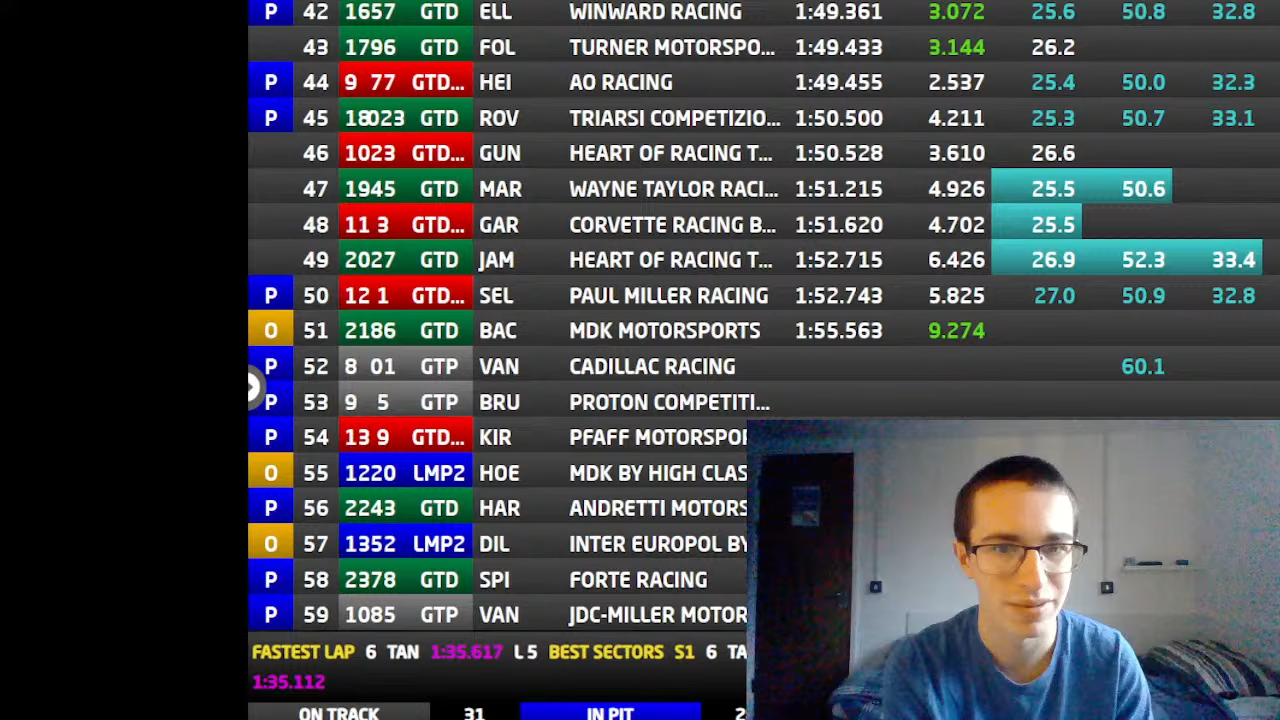 P 42 1657 GTD ELL WINWARD RACING 1:49.361 3.072 25.6 50.8 32.8
43 1796 GTD FOL TURNER MOTORSPO... 1:49.433 3.144 26.2
P 44 9 77 GTD... HEI AO RACING 1:49.455 2.537 25.4 50.0 32.3
P 45 18023 GTD ROV TRIARSI COMPETIZIO... 1:50.500 4.211 25.3 50.7 33.1
46 1023 GTD... GUN HEART OF RACING T... 1:50.528 3.610 26.6
47 1945 GTD MAR WAYNE TAYLOR RACI... 1:51.215 4.926 25.5 50.6
48 11 3 GTD... GAR CORVETTE RACING B... 1:51.620 4.702 25.5
49 2027 GTD JAM HEART OF RACING T... 1:52.715 6.426 26.9 52.3 33.4
P 50 12 1 GTD... SEL PAUL MILLER RACING 1:52.743 5.825 27.0 50.9 32.8
O 51 2186 GTD BAC MDK MOTORSPORTS 1:55.563 9.274
P 52 8 01 GTP VAN CADILLAC RACING 60.1
P 53 9 5 GTP BRU PROTON COMPETITI...
P 54 13 9 GTD... KIR PFAFF MOTORSPO
O 55 1220 LMP2 HOE MDK BY HIGH CLAS
P 56 2243 GTD HAR ANDRETTI MOTORS
O 57 1352 LMP2 DIL INTER EUROPOL BY
P 58 2378 GTD SPI FORTE RACING
P 59 1085 GTP VAN JDC-MILLER MOTOR
FASTEST LAP 6 TAN 1:35.617 L 5 BEST SECTORS S1 6 TA
1:35.112
ON TRACK 31 IN PIT 2